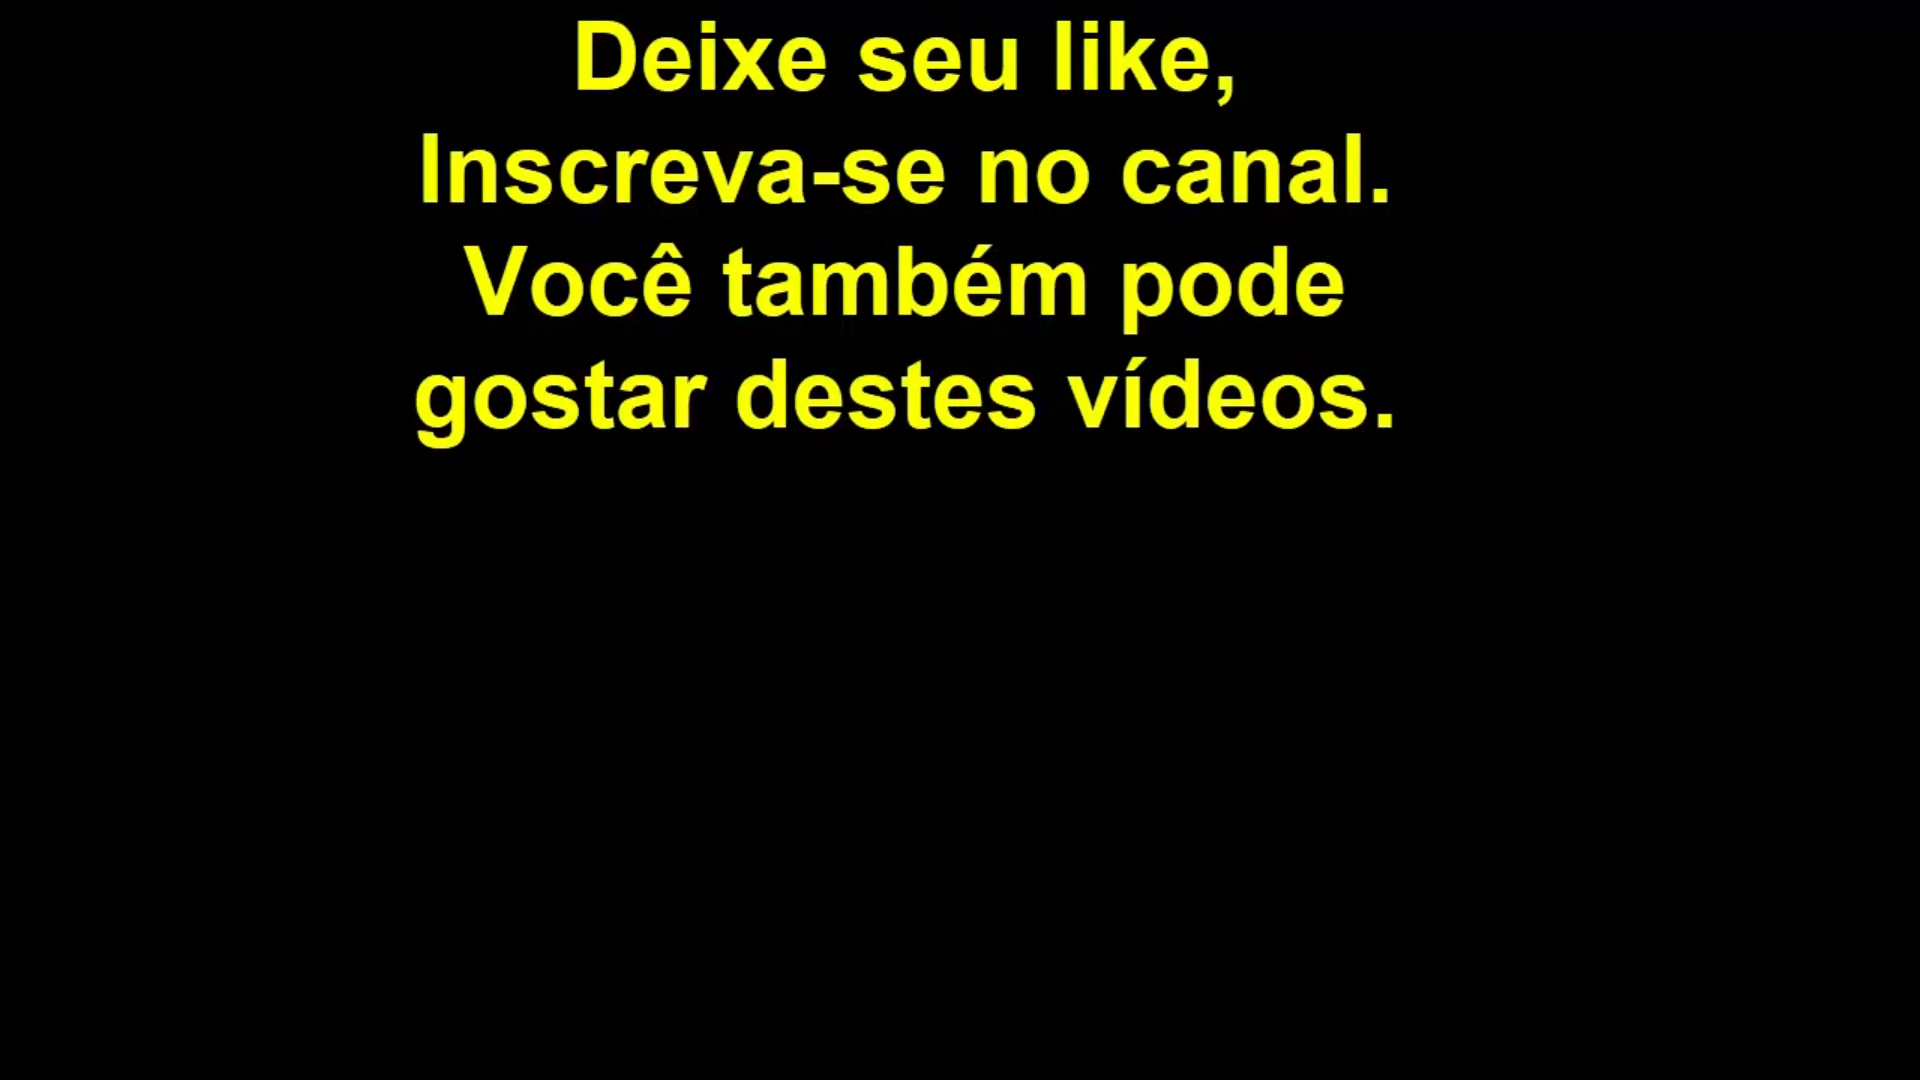 Deixe seu like,
Inscreva-se no canal.
Você também pode
gostar destes vídeos.